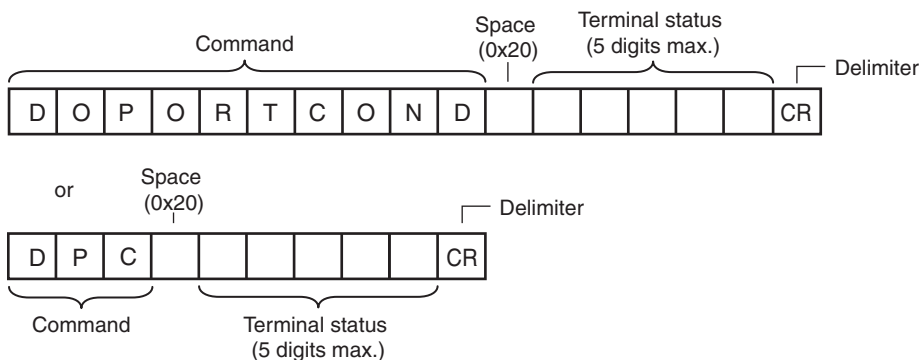 Command
Space
(0x20)
Terminal status
(5 digits max.)
Delimiter
D O P O R T C O N D CR
or
Space
(0x20)
Delimiter
D P C CR
Command
Terminal status
(5 digits max.)